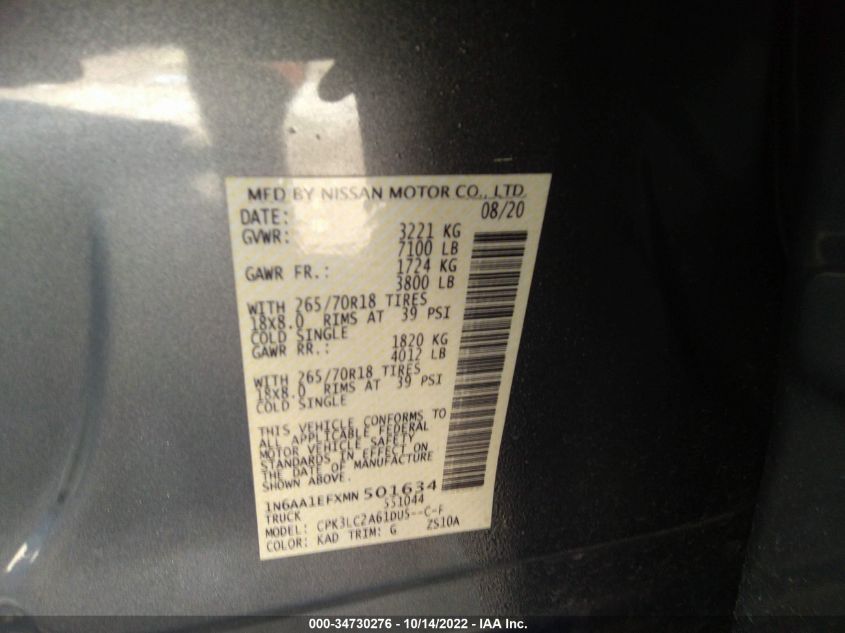 MFD BY NISSAN MOTOR CO., LTD.
DATE: 08/20
GVWR: 3221 KG
7100 LB
GAWR FR.: 1724 KG
3800 LB
WITH 265/70R18 TIRES
18x8.0 RIMS AT 39 PSI
COLD SINGLE
GAWR RR.: 1820 KG
4012 LB
WITH 265/70R18 TIRES
18x8.0 RIMS AT 39 PSI
COLD SINGLE
THIS VEHICLE CONFORMS TO
ALL APPLICABLE FEDERAL
MOTOR VEHICLE SAFETY
STANDARDS IN EFFECT ON
THE DATE OF MANUFACTURE
SHOWN ABOVE.
1N6AA1EFXMN 501634
TRUCK 551044
MODEL: CPK3LC2A61DUS--C-F
COLOR: KAD TRIM: G ZS10A
000-34730276 - 10/14/2022 - © IAA Inc.